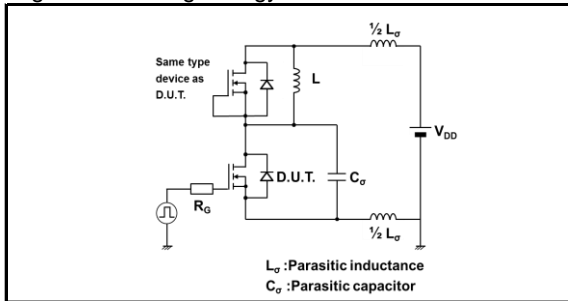 Same type
device as
D.U.T.
½ Lσ
L
VDD
D.U.T.
Cσ
RG
½ Lσ
Lσ :Parasitic inductance
Cσ :Parasitic capacitor